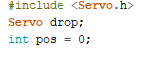 #include <Servo.h>
Servo drop;
int pos = 0;